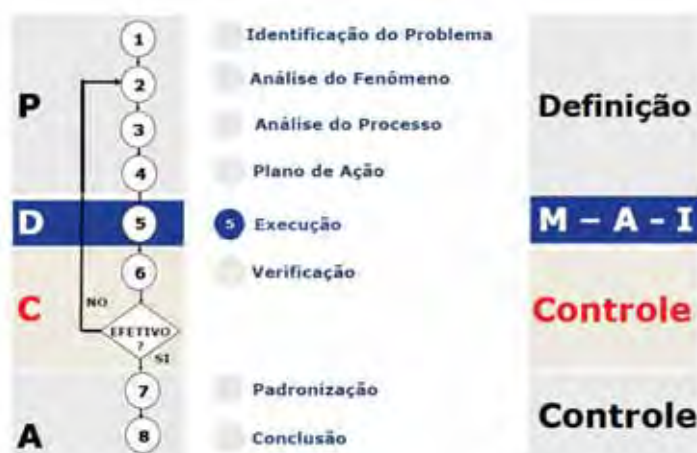 P
1
2
3
4
Identificação do Problema
Análise do Fenômeno
Análise do Processo
Plano de Ação
Definição
D
5
5
Execução
M – A - I
C
6
NO
EFETIVO
?
SI
Verificação
Controle
A
7
8
Padronização
Conclusão
Controle